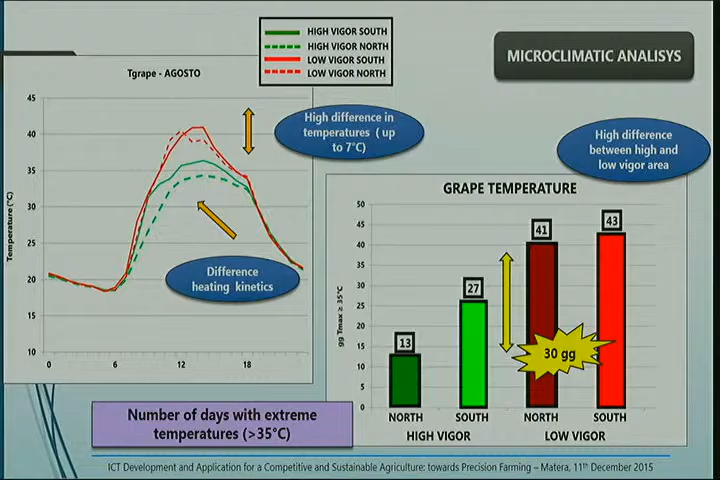 HIGH VIGOR SOUTH
HIGH VIGOR NORTH
LOW VIGOR SOUTH
LOW VIGOR NORTH
MICROCLIMATIC ANALISYS
Tgrape - AGOSTO
45
40
35
30
25
20
15
10
Temperature (°C)
0
6
12
18
High difference in
temperatures ( up
to 7°C)
Difference
heating kinetics
High difference
between high and
low vigor area
GRAPE TEMPERATURE
50
45
40
35
30
25
20
15
10
5
0
gg Tmax ≥ 35°C
13
27
41
43
30 gg
NORTH
SOUTH
NORTH
SOUTH
HIGH VIGOR
LOW VIGOR
Number of days with extreme
temperatures (>35°C)
ICT Development and Application for a Competitive and Sustainable Agriculture: towards Precision Farming – Matera, 11th December 2015